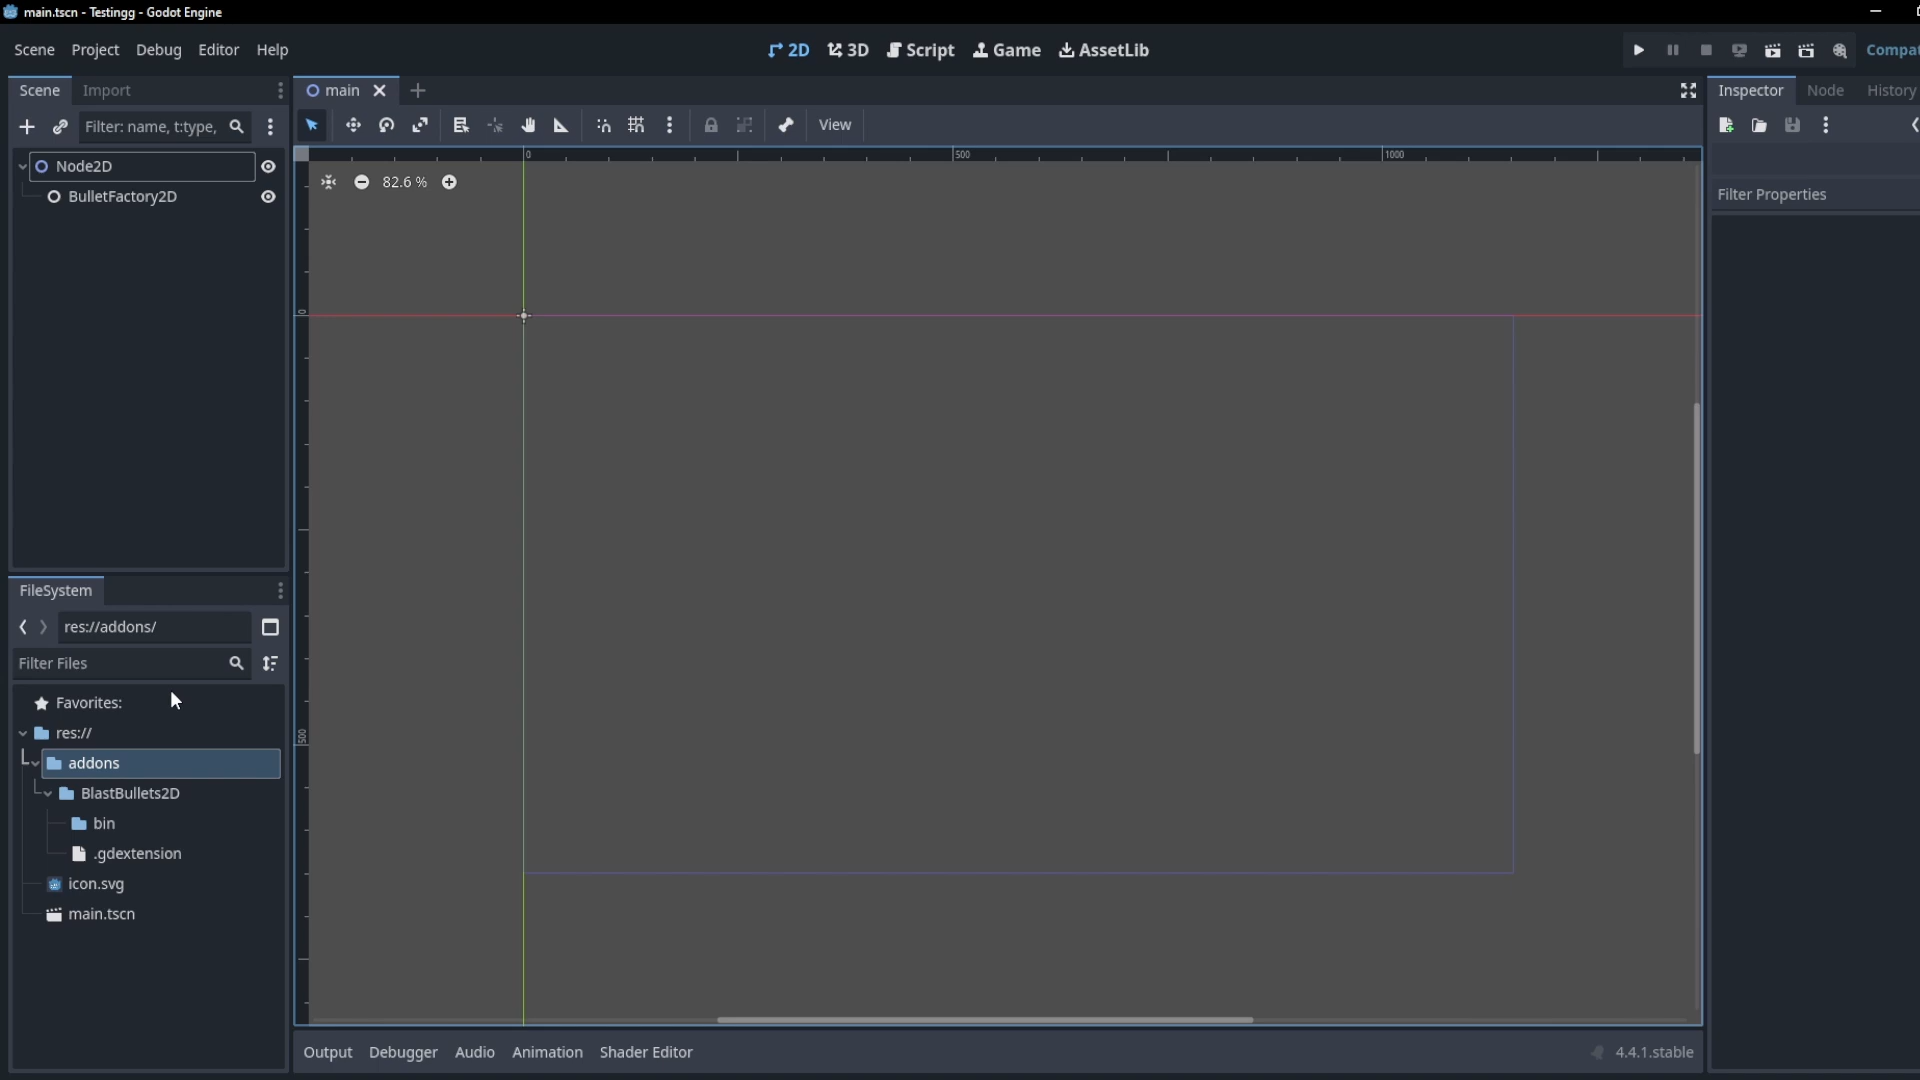 main.tscn - Testingg - Godot Engine
Scene Project Debug Editor Help
2D 3D Script Game AssetLib
Scene Import
main
Inspector Node History
Filter: name, t:type,
View
Node2D
BulletFactory2D
0 500 1000
82.6 %
Filter Properties
0
500
FileSystem
res://addons/
Filter Files
Favorites:
res://
addons
BlastBullets2D
bin
.gdextension
icon.svg
main.tscn
Output Debugger Audio Animation Shader Editor
4.4.1.stable